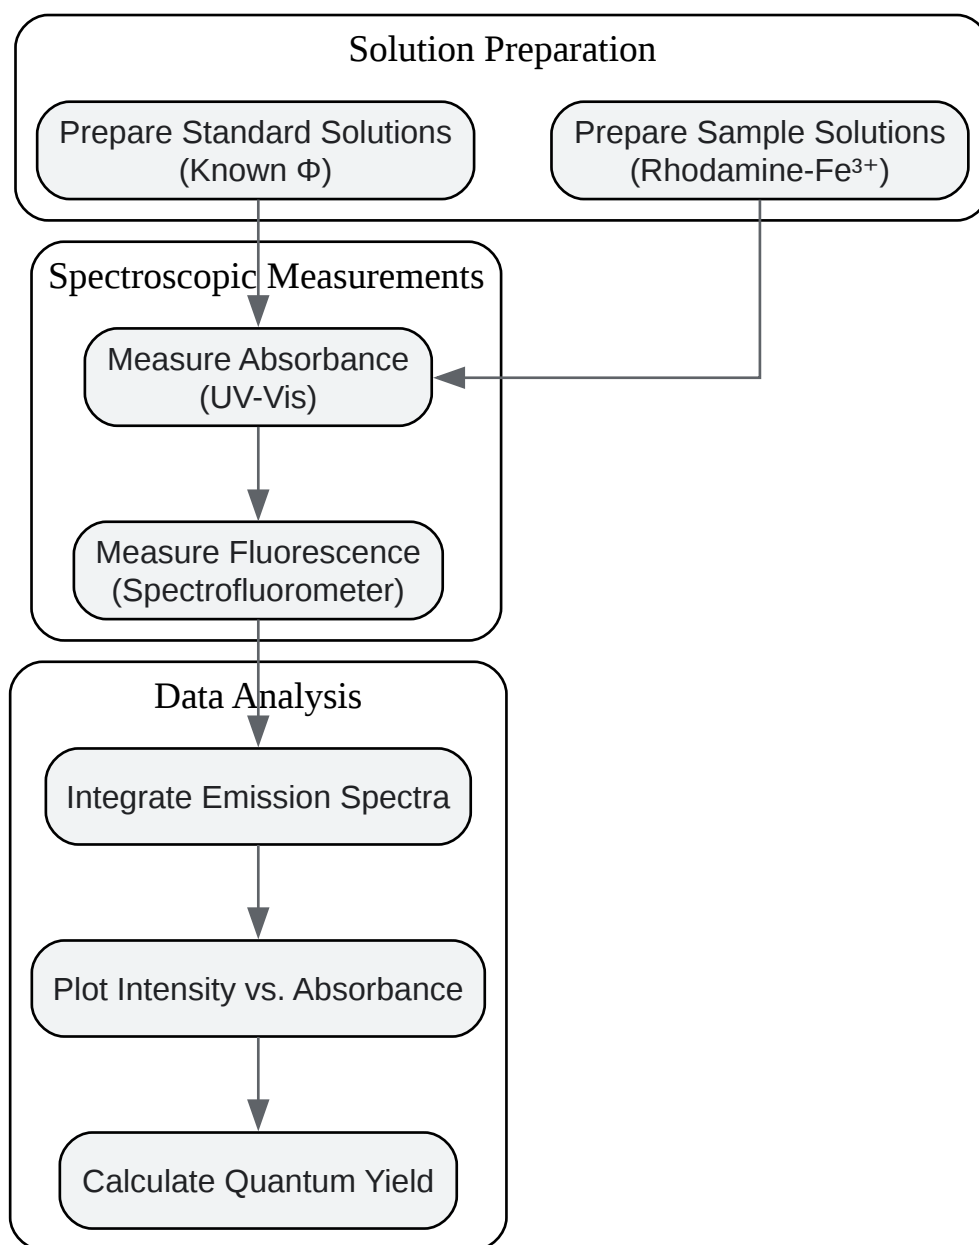 Solution Preparation
Prepare Standard Solutions
(Known Φ)
Prepare Sample Solutions
(Rhodamine-Fe³⁺)
Spectroscopic Measurements
Measure Absorbance
(UV-Vis)
Measure Fluorescence
(Spectrofluorometer)
Data Analysis
Integrate Emission Spectra
Plot Intensity vs. Absorbance
Calculate Quantum Yield